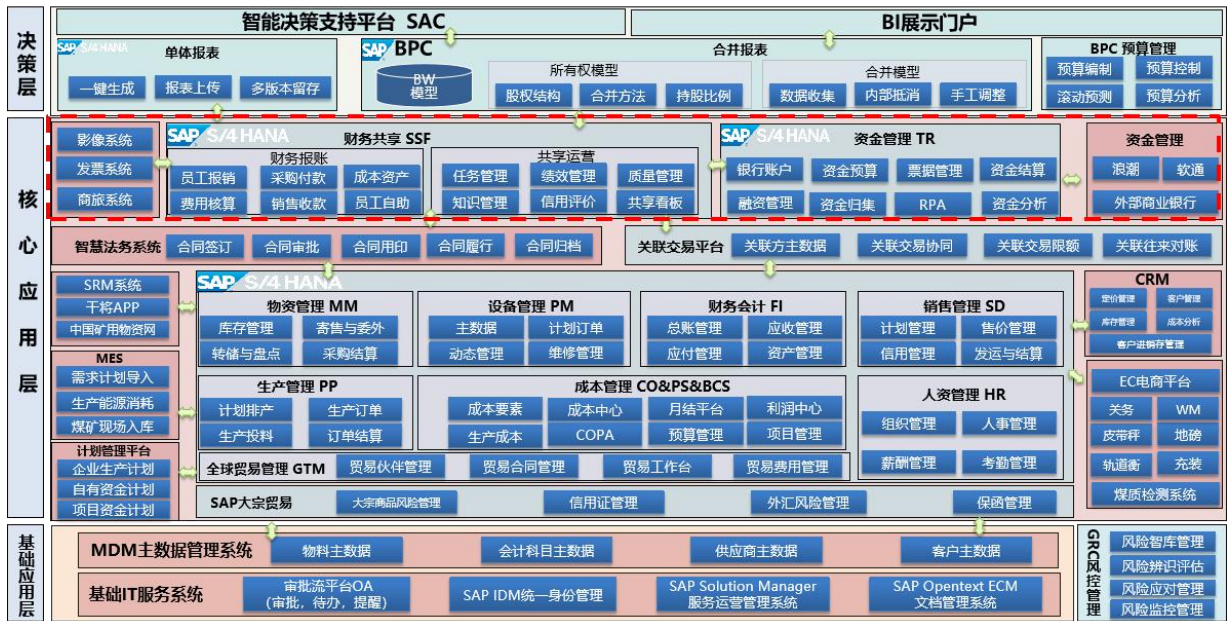 智能决策支持平台 SAC
BI展示门户
决策层
SAP S/4 HANA
单体报表
一键生成
报表上传
多版本留存
SAP BPC
合并报表
BW
模型
所有权模型
股权结构
合并方法
持股比例
合并模型
数据收集
内部抵消
手工调整
BPC 预算管理
预算编制
预算控制
滚动预测
预算分析
核心应用层
影像系统
发票系统
商旅系统
SAP S/4 HANA
财务共享 SSF
财务报账
员工报销
采购付款
成本资产
费用核算
销售收款
员工自助
共享运营
任务管理
绩效管理
质量管理
知识管理
信用评价
共享看板
SAP S/4 HANA
资金管理 TR
银行账户
资金预算
票据管理
资金结算
融资管理
资金归集
RPA
资金分析
资金管理
浪潮
软通
外部商业银行
智慧法务系统
合同签订
合同审批
合同用印
合同履行
合同归档
关联交易平台
关联方主数据
关联交易协同
关联交易限额
关联往来对账
SRM系统
干将APP
中国矿用物资网
MES
需求计划导入
生产能源消耗
煤矿现场入库
计划管理平台
企业生产计划
自有资金计划
项目资金计划
SAP S/4 HANA
物资管理 MM
库存管理
寄售与委外
转储与盘点
采购结算
设备管理 PM
主数据
计划订单
动态管理
维修管理
财务会计 FI
总账管理
应收管理
应付管理
资产管理
销售管理 SD
计划管理
售价管理
信用管理
发运与结算
生产管理 PP
计划排产
生产订单
生产投料
订单结算
成本管理 CO&PS&BCS
成本要素
成本中心
月结平台
利润中心
生产成本
COPA
预算管理
项目管理
人资管理 HR
组织管理
人事管理
薪酬管理
考勤管理
全球贸易管理 GTM
贸易伙伴管理
贸易合同管理
贸易工作台
贸易费用管理
SAP大宗贸易
大宗商品风险管理
信用证管理
外汇风险管理
保函管理
CRM
定价管理
客户管理
库存管理
成本分析
客户进销存管理
EC电商平台
关务
WM
皮带秤
地磅
轨道衡
充装
煤质检测系统
基础应用层
MDM主数据管理系统
物料主数据
会计科目主数据
供应商主数据
客户主数据
基础IT服务系统
审批流平台OA
(审批，待办，提醒)
SAP IDM统一身份管理
SAP Solution Manager
服务运营管理系统
SAP Opentext ECM
文档管理系统
GRC风控管理
风险智库管理
风险辨识评估
风险应对管理
风险监控管理